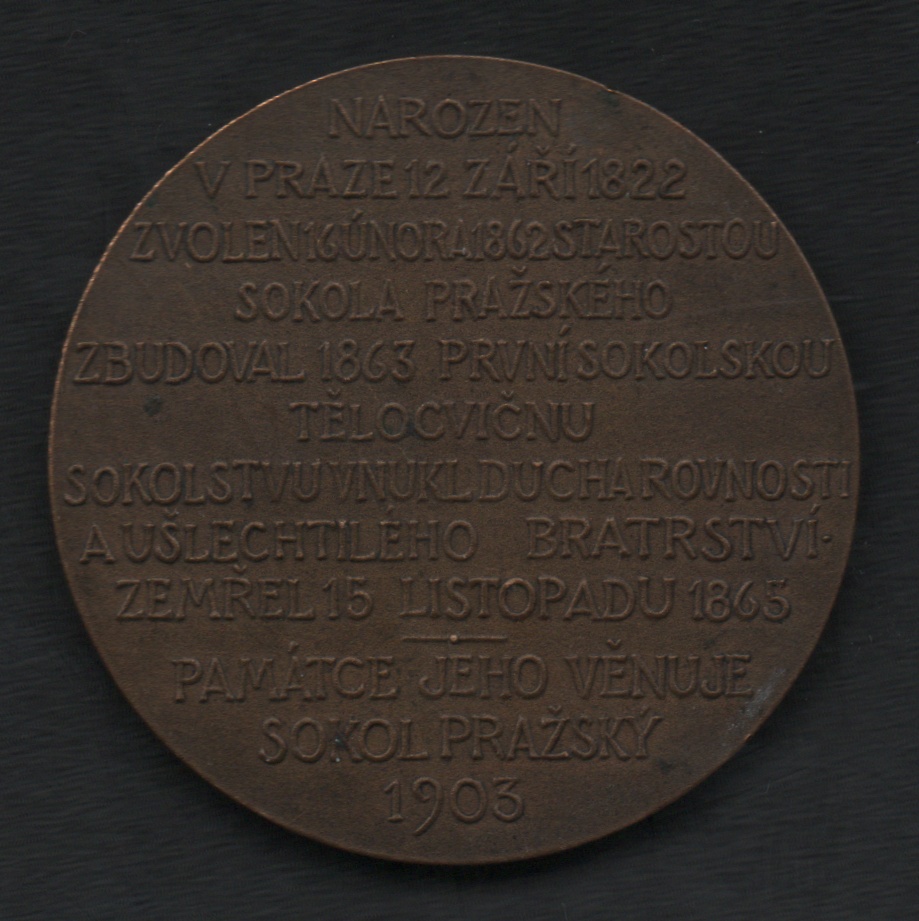 NAROZEN
V PRAZE 12 ZÁŘÍ 1822
ZVOLEN 16 ÚNORA 1862 STAROSTOU
SOKOLA PRAŽSKÉHO
ZBUDOVAL 1863 PRVNÍ SOKOLSKOU
TĚLOCVIČNU
SOKOLSTVU VNUKL DUCHA ROVNOSTI
A UŠLECHTILÉHO BRATRSTVÍ·
ZEMŘEL 15 LISTOPADU 1865
PAMÁTCE JEHO VĚNUJE
SOKOL PRAŽSKÝ
1903